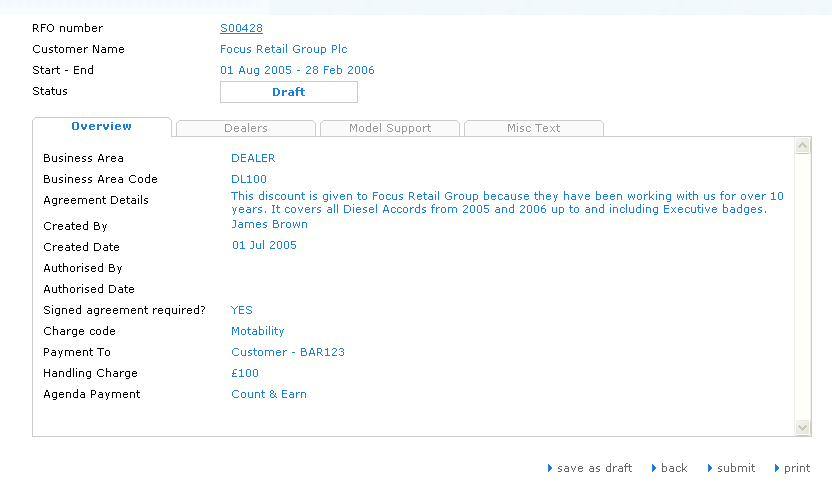 RFO number S00428
Customer Name Focus Retail Group Plc
Start - End 01 Aug 2005 - 28 Feb 2006
Status Draft
Overview Dealers Model Support Misc Text
Business Area DEALER
Business Area Code DL100
Agreement Details This discount is given to Focus Retail Group because they have been working with us for over 10
years. It covers all Diesel Accords from 2005 and 2006 up to and including Executive badges.
Created By James Brown
Created Date 01 Jul 2005
Authorised By
Authorised Date
Signed agreement required? YES
Charge code Motability
Payment To Customer - BAR123
Handling Charge £100
Agenda Payment Count & Earn
save as draft back submit print